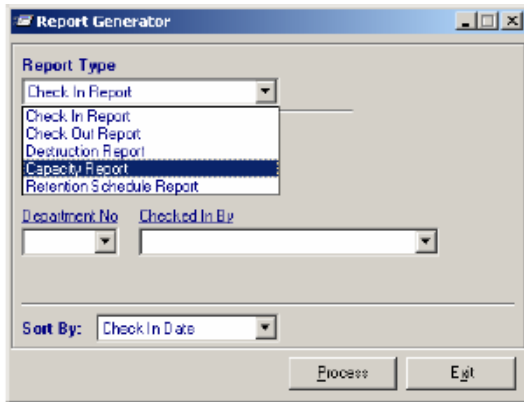 Report Generator
Report Type
Check In Report
Check In Report
Check Out Report
Destruction Report
Capacity Report
Retention Schedule Report
Department No Checked In By
Sort By: Check In Date
Process Exit